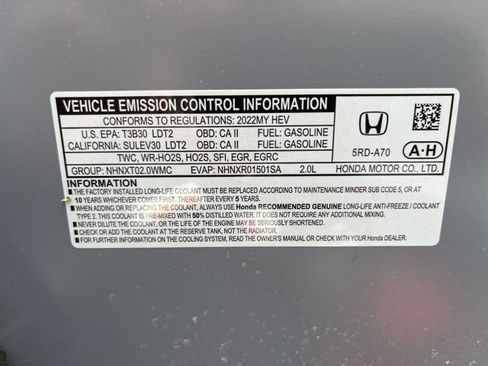 VEHICLE EMISSION CONTROL INFORMATION
CONFORMS TO REGULATIONS: 2022MY HEV
U.S. EPA: T3B30 LDT2 OBD: CA II FUEL: GASOLINE
CALIFORNIA: SULEV30 LDT2 OBD: CA II FUEL: GASOLINE
TWC, WR-HO2S, HO2S, SFI, EGR, EGRC
GROUP: NHNXT02.0WMC EVAP: NHNXR01501SA 2.0L
HONDA
5RD-A70
A-H
HONDA MOTOR CO., LTD.
INFORMATION
■ THE FACTORY INSTALLED LONG-LIFE COOLANT MUST BE REPLACED ACCORDING TO MAINTENANCE MINDER SUB CODE 5, OR AT
10 YEARS WHICHEVER COMES FIRST. THEREAFTER EVERY 5 YEARS.
■ WHEN ADDING OR REPLACING THE COOLANT, ALWAYS USE Honda RECOMMENDED GENUINE LONG-LIFE ANTI-FREEZE / COOLANT
TYPE 2. THIS COOLANT IS PRE-MIXED WITH 50% DISTILLED WATER. IT DOES NOT REQUIRE ANY ADDITIONAL MIXING.
■ NEVER DILUTE THE COOLANT, OR THE LIFE OF THE ENGINE MAY BE SERIOUSLY SHORTENED.
■ CHECK OR ADD COOLANT AT THE RESERVE TANK, NOT THE RADIATOR.
■ FOR FURTHER INFORMATION ON THE COOLING SYSTEM, READ THE OWNER'S MANUAL OR CHECK WITH YOUR Honda DEALER.